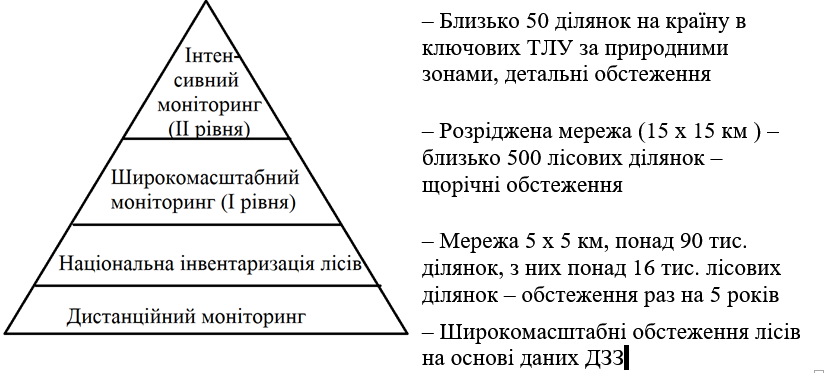 Інтен-
сивний
моніторинг
(ІІ рівня)
– Близько 50 ділянок на країну в
ключових ТЛУ за природними
зонами, детальні обстеження
Широкомасштабний
моніторинг (І рівня)
– Розріджена мережа (15 х 15 км ) –
близько 500 лісових ділянок –
щорічні обстеження
Національна інвентаризація лісів
– Мережа 5 х 5 км, понад 90 тис.
ділянок, з них понад 16 тис. лісових
ділянок – обстеження раз на 5 років
Дистанційний моніторинг
– Широкомасштабні обстеження лісів
на основі даних ДЗЗ